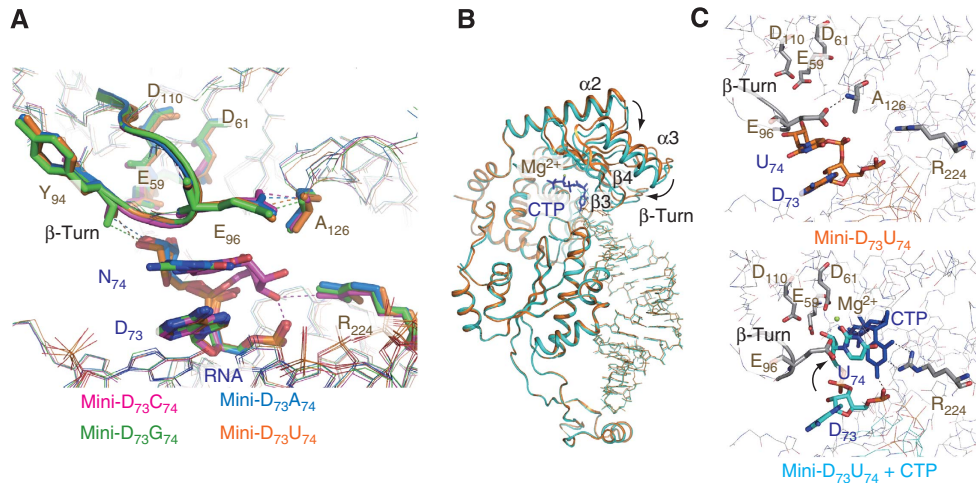 A
D110
D61
E59
Y94
E96
A126
β-Turn
N74
D73
R224
RNA
Mini-D73C74
Mini-D73A74
Mini-D73G74
Mini-D73U74
B
α2
α3
Mg2+
β4
CTP
β3
β-Turn
C
D110
D61
E59
β-Turn
A126
E96
U74
R224
D73
Mini-D73U74
D110
D61
E59
Mg2+
CTP
β-Turn
E96
U74
R224
D73
Mini-D73U74 + CTP